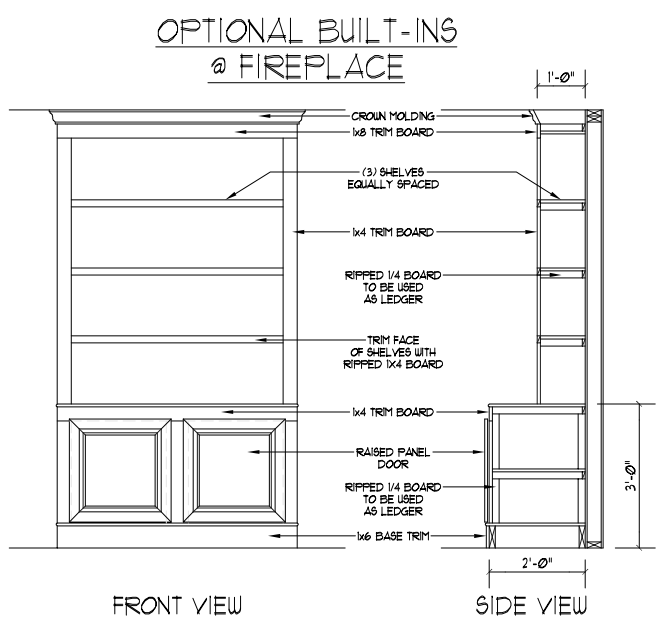 OPTIONAL BUILT-INS
@ FIREPLACE
1'-0"
CROWN MOLDING
1x8 TRIM BOARD
(3) SHELVES
EQUALLY SPACED
1x4 TRIM BOARD
RIPPED 1/4 BOARD
TO BE USED
AS LEDGER
TRIM FACE
OF SHELVES WITH
RIPPED 1X4 BOARD
1x4 TRIM BOARD
RAISED PANEL
DOOR
RIPPED 1/4 BOARD
TO BE USED
AS LEDGER
1x6 BASE TRIM
3'-0"
2'-0"
FRONT VIEW
SIDE VIEW